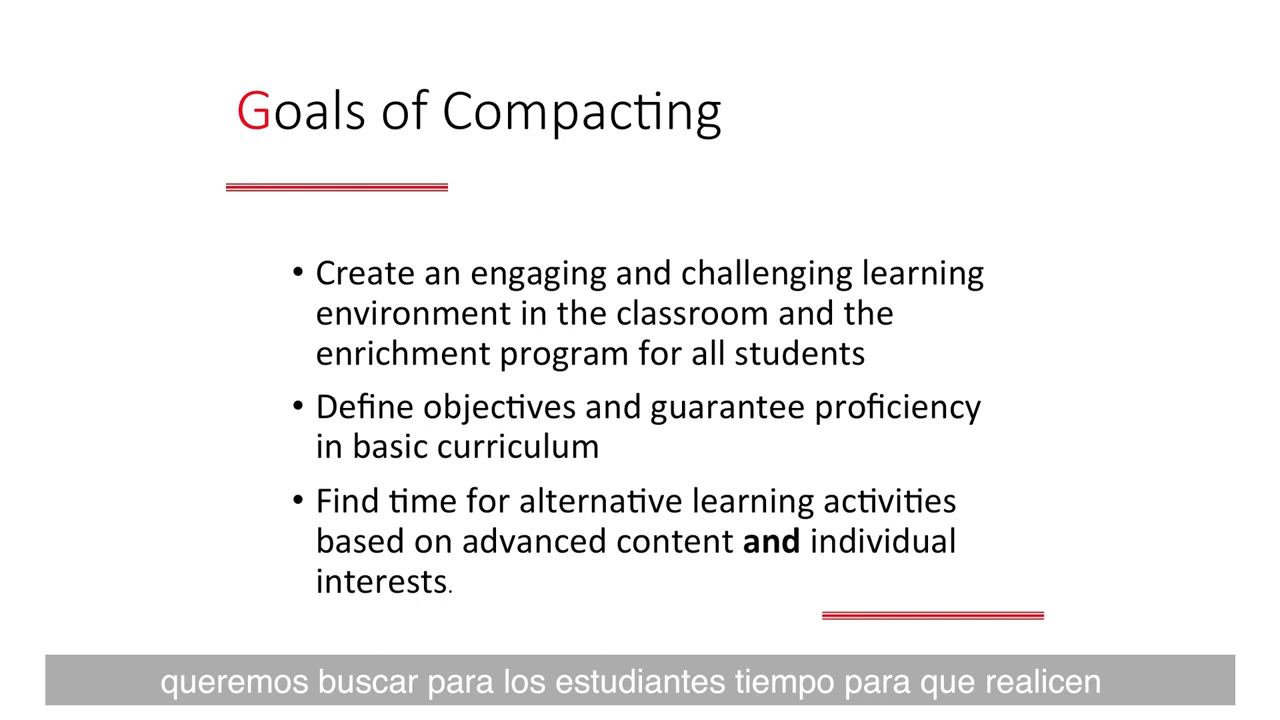 Goals of Compacting
• Create an engaging and challenging learning
environment in the classroom and the
enrichment program for all students
• Define objectives and guarantee proficiency
in basic curriculum
• Find time for alternative learning activities
based on advanced content and individual
interests.
queremos buscar para los estudiantes tiempo para que realicen